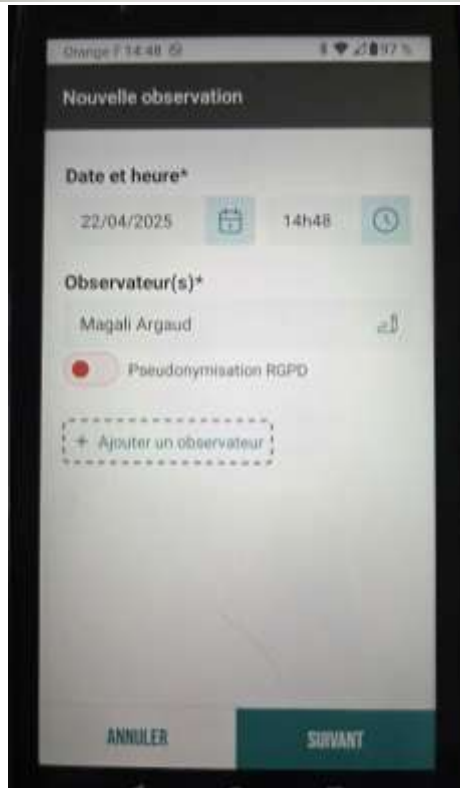 Orange F 14:48 97 %
Nouvelle observation
Date et heure*
22/04/2025 14h48
Observateur(s)*
Magali Argaud
Pseudonymisation RGPD
+ Ajouter un observateur
ANNULER SUIVANT